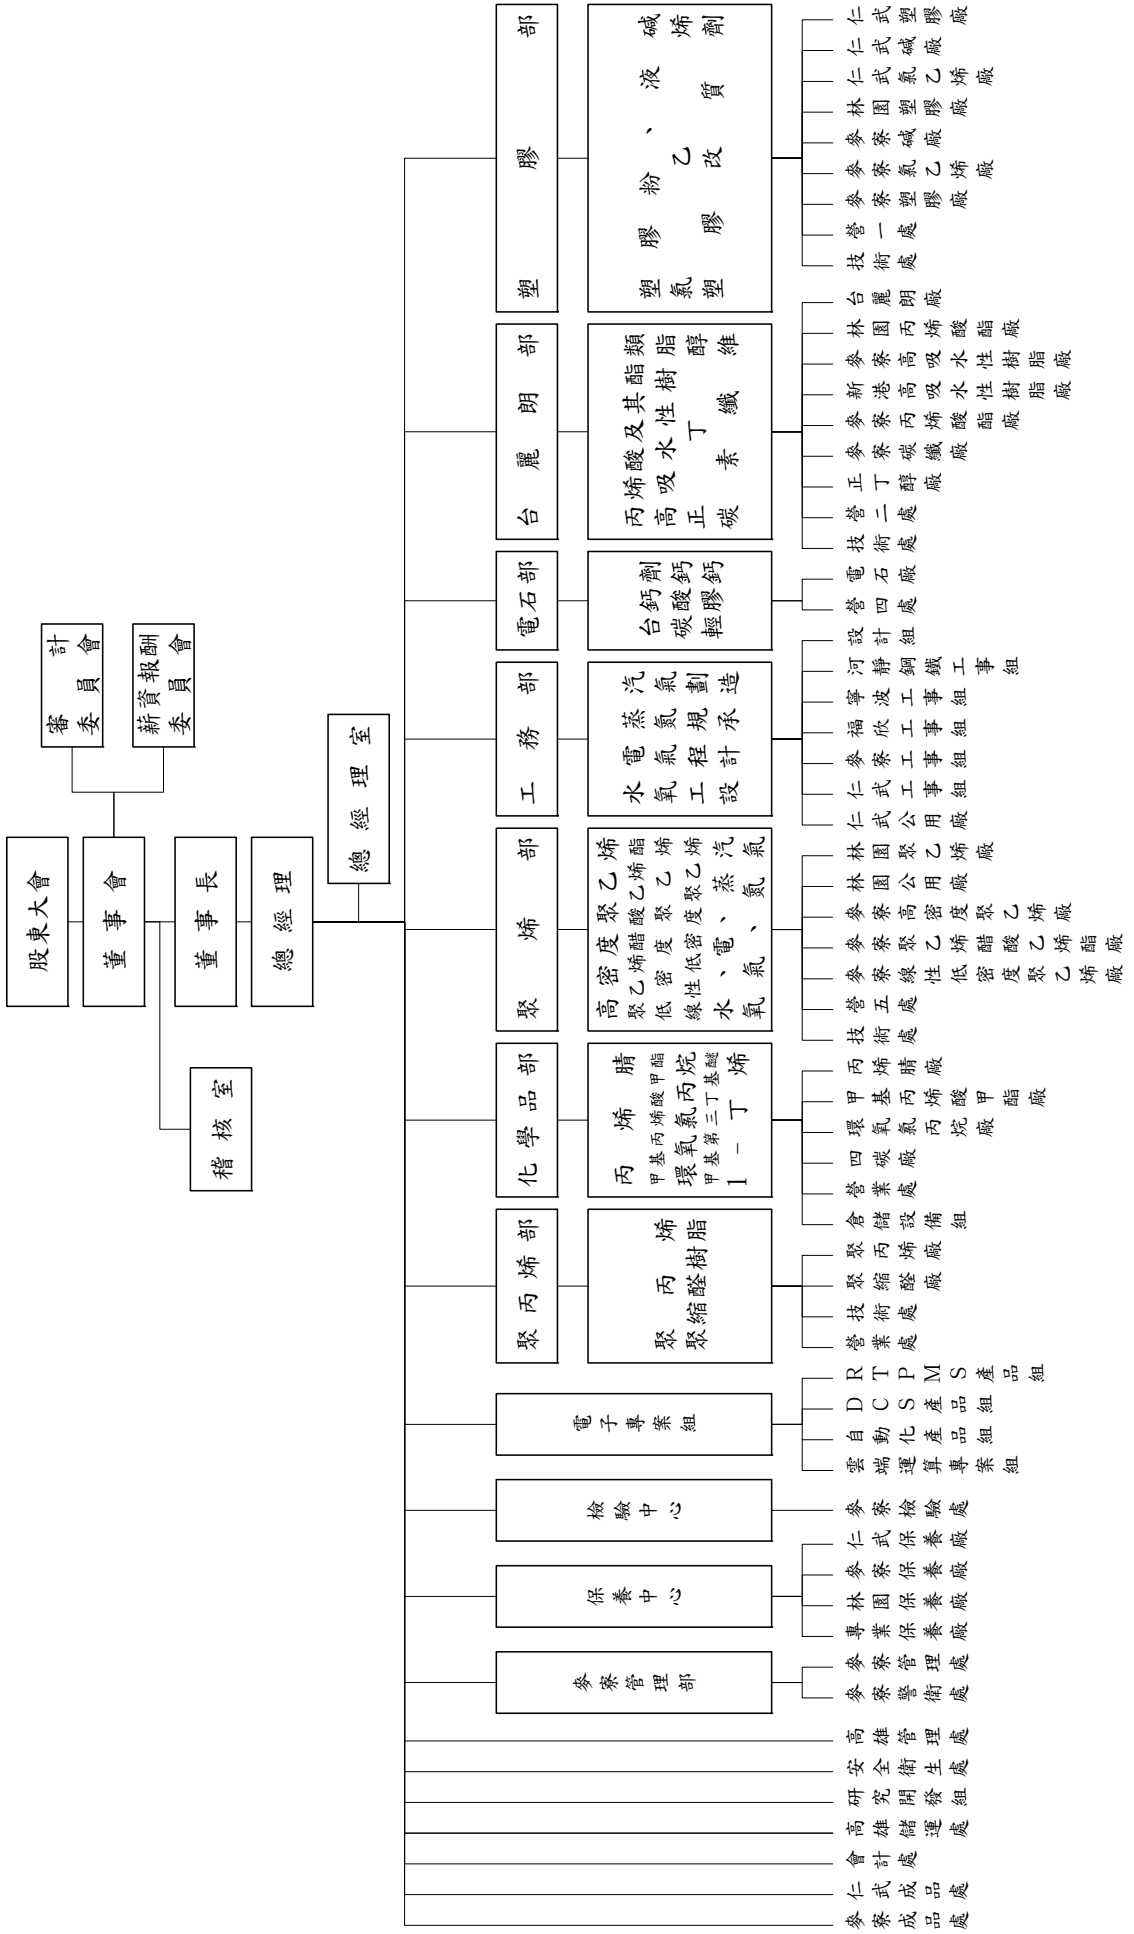 股東大會
董事會
審計
委員會
薪資報酬
委員會
稽核室
董事長
總經理
總經理室
塑膠部
塑膠粉、液碱
氯乙烯
塑膠改質劑
仁武塑膠廠
仁武碱廠
仁武氯乙烯廠
林園塑膠廠
麥寮碱廠
麥寮氯乙烯廠
麥寮塑膠廠
營一處
技術處
台麗朗部
丙烯酸及其酯類
高吸水性樹脂
正丁醇
碳素纖維
台麗朗廠
林園丙烯酸酯廠
麥寮高吸水性樹脂廠
新港高吸水性樹脂廠
麥寮丙烯酸酯廠
麥寮碳纖廠
正丁醇廠
營二處
技術處
電石部
台鈣劑
碳酸鈣
輕膠鈣
電石廠
營四處
工務部
水電蒸汽
氧氣氮氣
工程規劃
設計承造
設計組
河靜鋼鐵工事組
寧波工事組
福欣工事組
麥寮工事組
仁武工事組
仁武公用廠
聚烯部
高密度聚乙烯
聚乙烯醋酸乙烯酯
低密度聚乙烯
線性低密度聚乙烯
水、電、蒸汽
氧氣、氮氣
林園聚乙烯廠
林園公用廠
麥寮高密度聚乙烯廠
麥寮聚乙烯醋酸乙烯酯廠
麥寮線性低密度聚乙烯廠
營五處
技術處
化學品部
丙烯腈
甲基丙烯酸甲酯
環氧氯丙烷
甲基第三丁基醚
1－丁烯
丙烯腈廠
甲基丙烯酸甲酯廠
環氧氯丙烷廠
四碳廠
營業處
倉儲設備組
聚丙烯部
聚丙烯
聚縮醛樹脂
聚丙烯廠
聚縮醛廠
技術處
營業處
電子專案組
RTPMS產品組
DCS產品組
自動化產品組
雲端運算專案組
檢驗中心
麥寮檢驗處
保養中心
仁武保養廠
麥寮保養廠
林園保養廠
專業保養廠
麥寮管理部
麥寮管理處
麥寮警衛處
高雄管理處
安全衛生處
研究開發組
高雄儲運處
會計處
仁武成品處
麥寮成品處